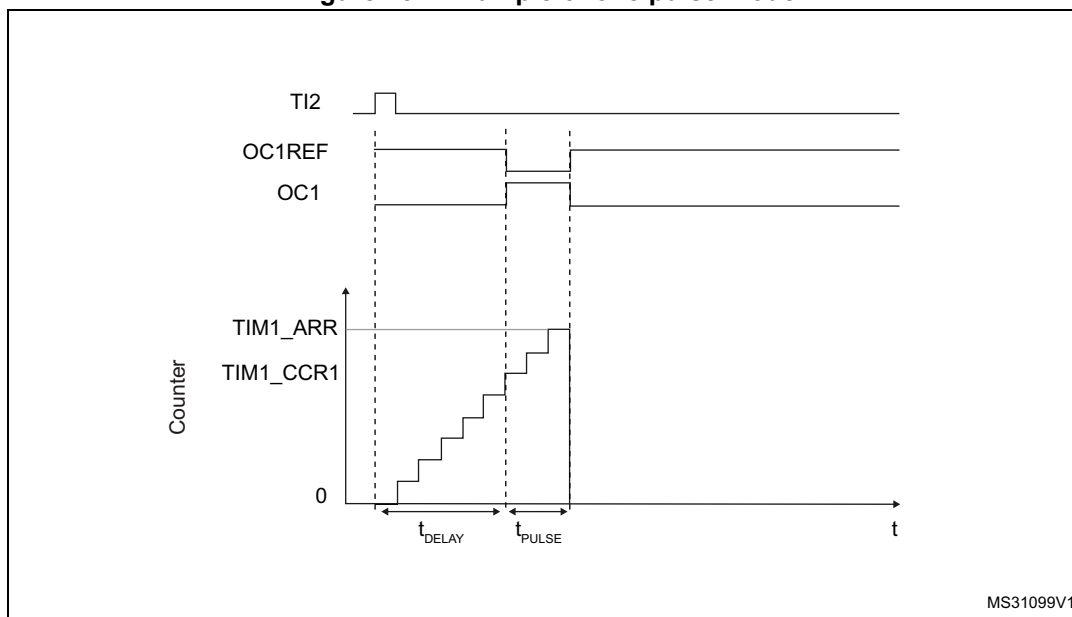 TI2
OC1REF
OC1
TIM1_ARR
TIM1_CCR1
Counter
0
tDELAY
tPULSE
t
MS31099V1